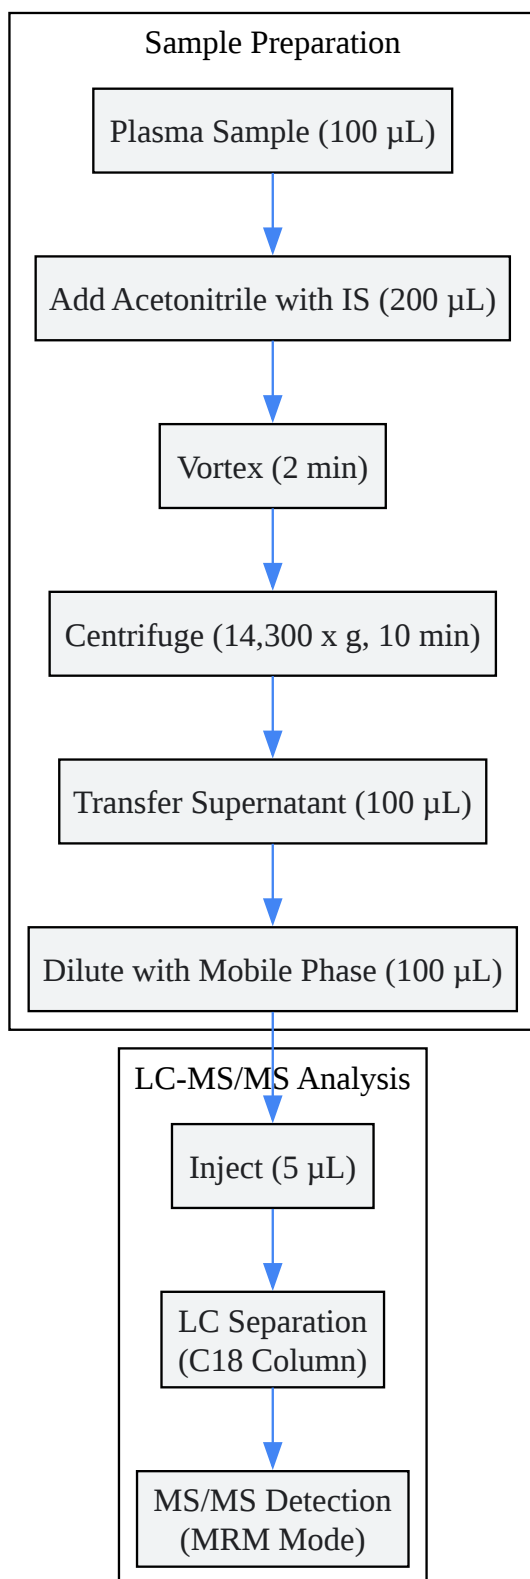 Sample Preparation
Plasma Sample (100 µL)
Add Acetonitrile with IS (200 µL)
Vortex (2 min)
Centrifuge (14,300 x g, 10 min)
Transfer Supernatant (100 µL)
Dilute with Mobile Phase (100 µL)
LC-MS/MS Analysis
Inject (5 µL)
LC Separation
(C18 Column)
MS/MS Detection
(MRM Mode)